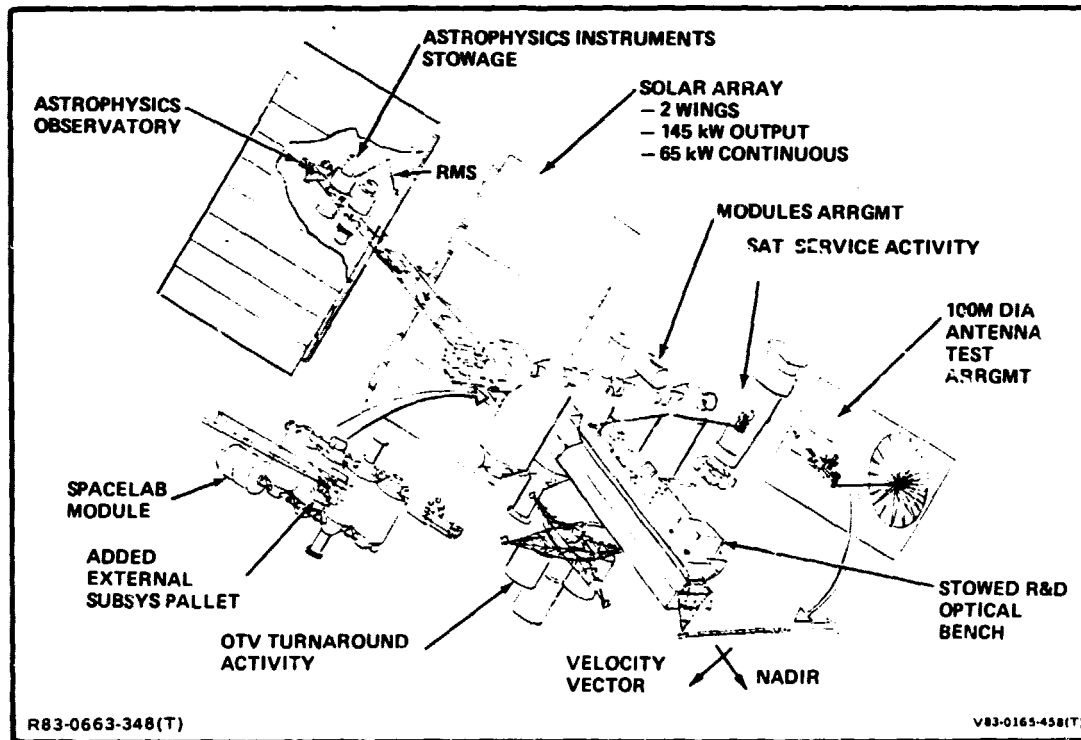 ASTROPHYSICS INSTRUMENTS
STOWAGE
ASTROPHYSICS
OBSERVATORY
RMS
SOLAR ARRAY
– 2 WINGS
– 145 kW OUTPUT
– 65 kW CONTINUOUS
MODULES ARRGMT
SAT SERVICE ACTIVITY
100M DIA
ANTENNA
TEST
ARRGMT
SPACELAB
MODULE
ADDED
EXTERNAL
SUBSYS PALLET
OTV TURNAROUND
ACTIVITY
STOWED R&D
OPTICAL
BENCH
VELOCITY
VECTOR
NADIR
R83-0663-348(T)
V83-0165-458(T)